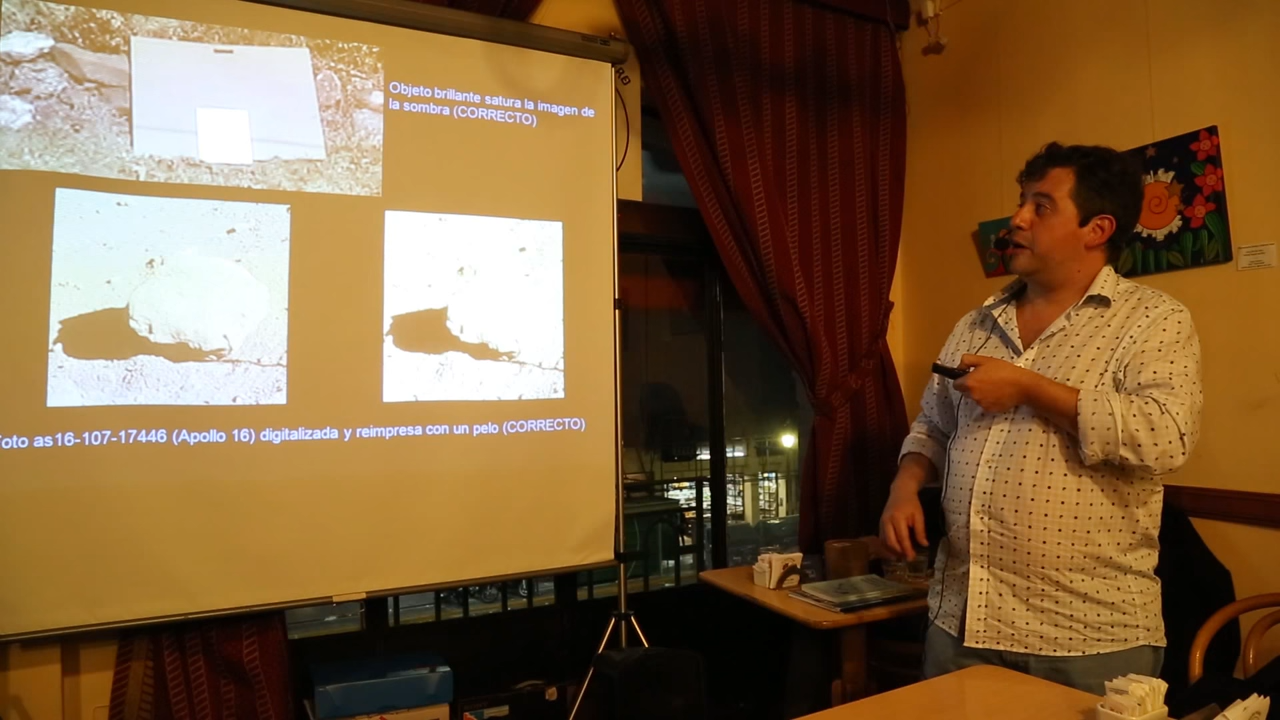 Objeto brillante satura la imagen de
la sombra (CORRECTO)
oto as16-107-17446 (Apollo 16) digitalizada y reimpresa con un pelo (CORRECTO)